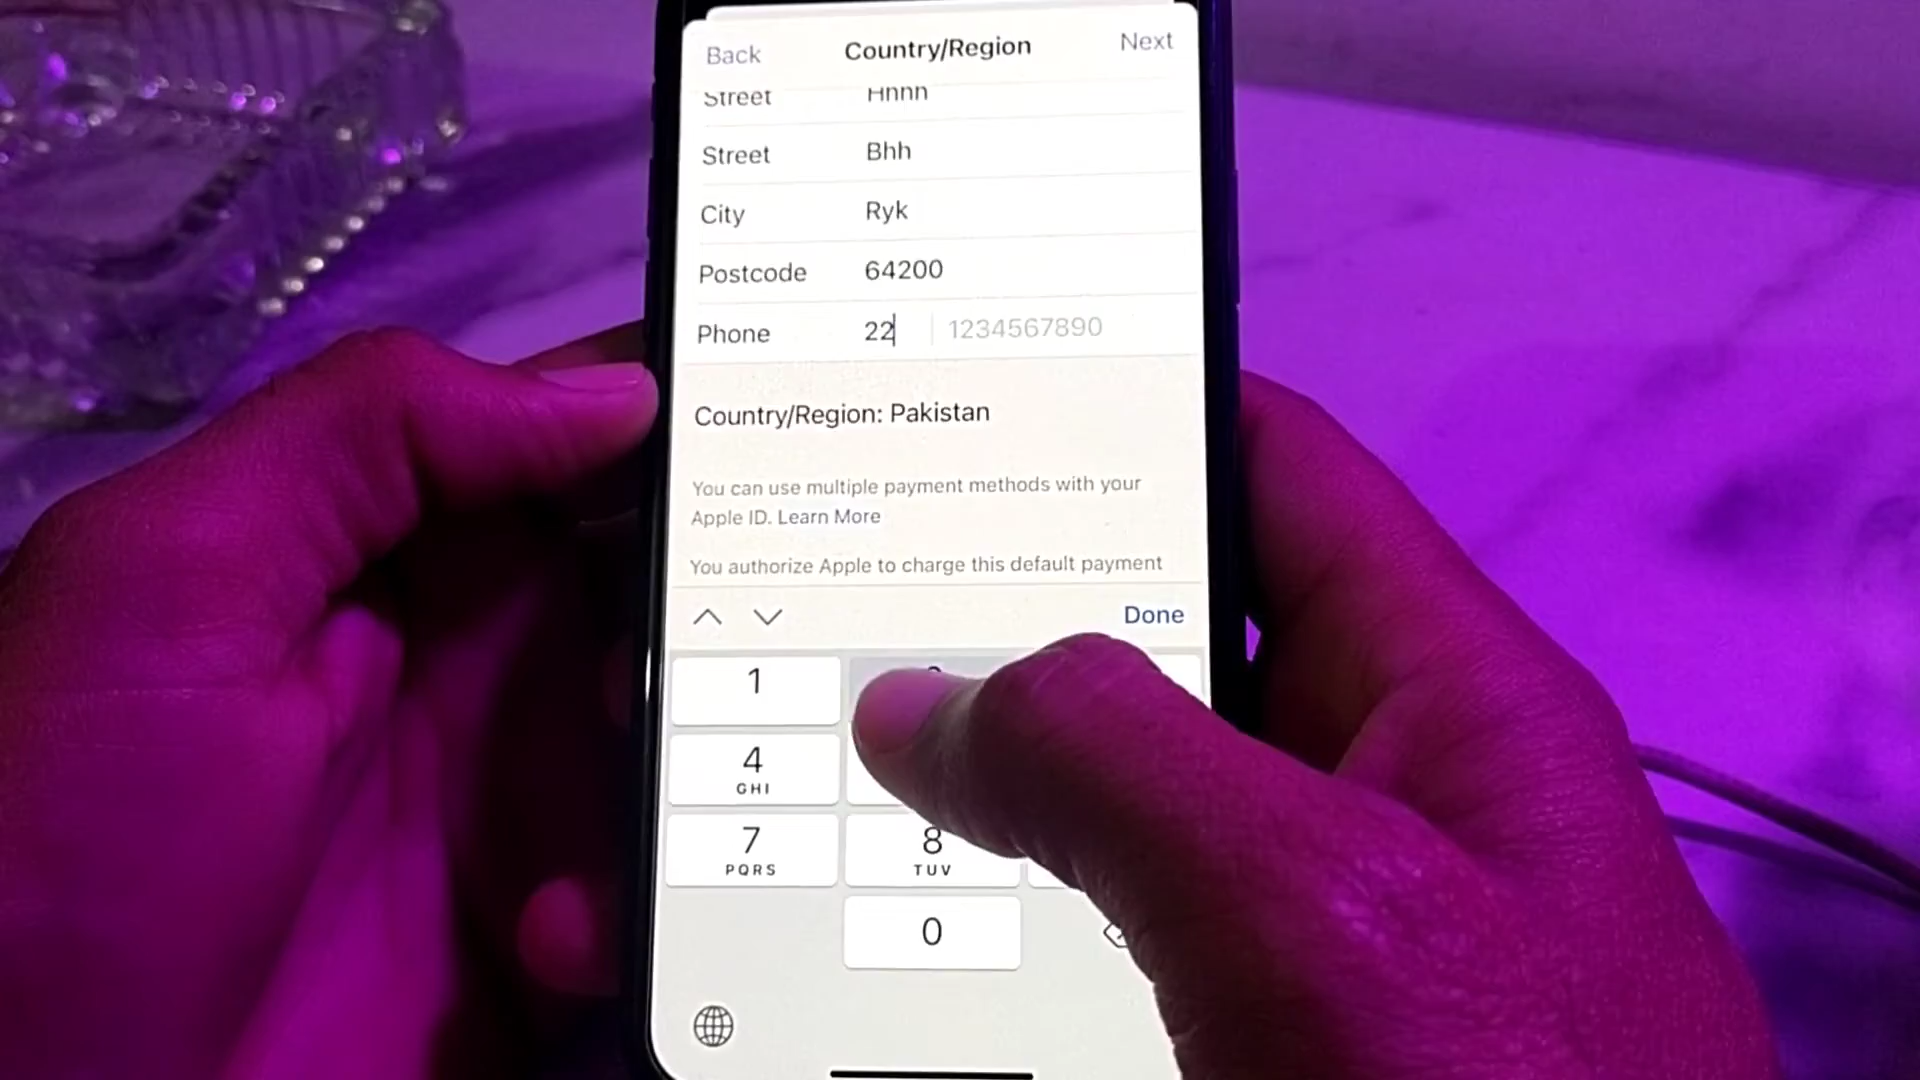 Back Country/Region Next
Street Hnnn
Street Bhh
City Ryk
Postcode 64200
Phone 22 1234567890
Country/Region: Pakistan
You can use multiple payment methods with your
Apple ID. Learn More
You authorize Apple to charge this default payment
Done
1
4
GHI
7 8
PQRS TUV
0